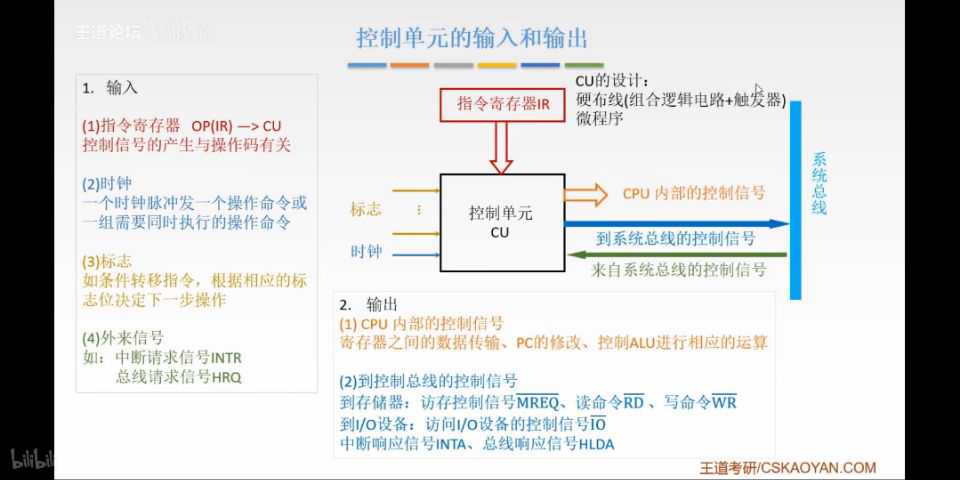 王道论坛 bilibili
控制单元的输入和输出
1. 输入
(1)指令寄存器 OP(IR) —> CU
控制信号的产生与操作码有关
(2)时钟
一个时钟脉冲发一个操作命令或
一组需要同时执行的操作命令
(3)标志
如条件转移指令，根据相应的标
志位决定下一步操作
(4)外来信号
如：中断请求信号INTR
总线请求信号HRQ
指令寄存器IR
CU的设计：
硬布线(组合逻辑电路+触发器)
微程序
标志
⋮
时钟
控制单元
CU
CPU 内部的控制信号
到系统总线的控制信号
来自系统总线的控制信号
系统总线
2. 输出
(1) CPU 内部的控制信号
寄存器之间的数据传输、PC的修改、控制ALU进行相应的运算
(2)到控制总线的控制信号
到存储器：访存控制信号M̅R̅E̅Q̅、读命令R̅D̅ 、写命令W̅R̅
到I/O设备：访问I/O设备的控制信号I̅O̅
中断响应信号INTA、总线响应信号HLDA
bilibili
王道考研/CSKAOYAN.COM